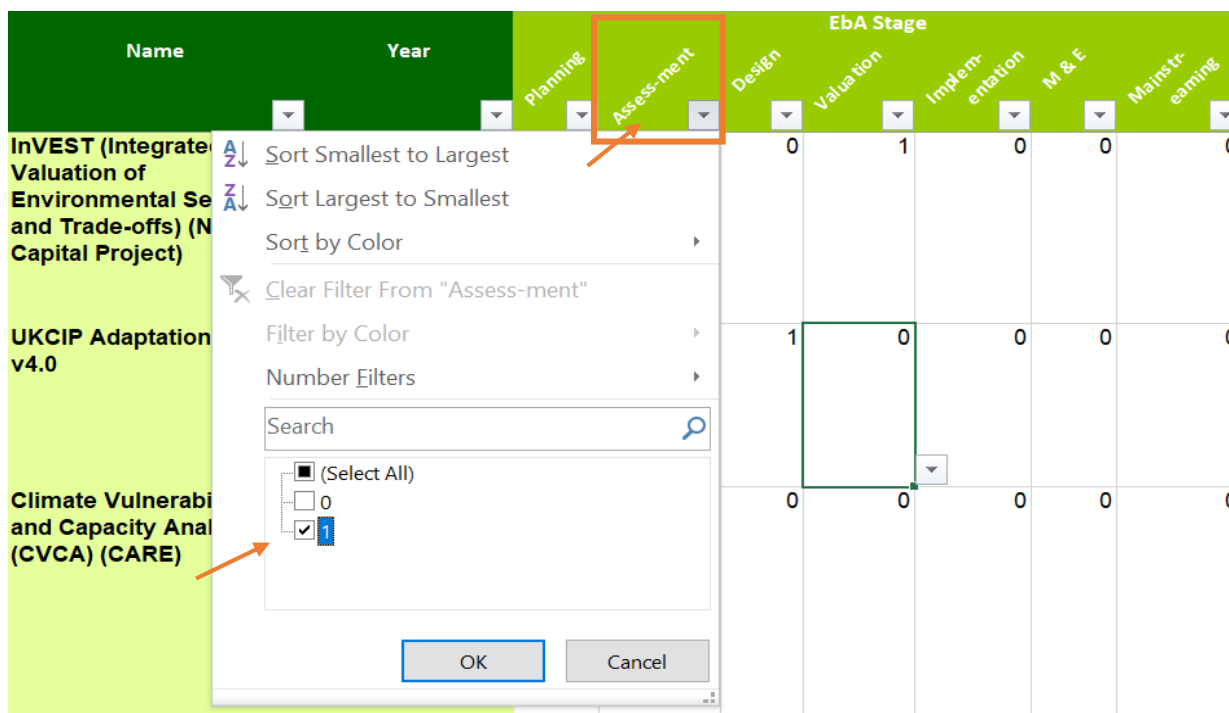 EbA Stage
Name
Year
Planning
Assess-ment
Design
Valuation
Implem-
entation
M & E
Mainstr-
eaming
InVEST (Integrate
Valuation of
Environmental Se
and Trade-offs) (N
Capital Project)
0
1
0
0
UKCIP Adaptation
v4.0
1
0
0
0
Climate Vulnerabi
and Capacity Anal
(CVCA) (CARE)
0
0
0
0
Sort Smallest to Largest
Sort Largest to Smallest
Sort by Color
Clear Filter From "Assess-ment"
Filter by Color
Number Filters
Search
(Select All)
0
1
OK
Cancel